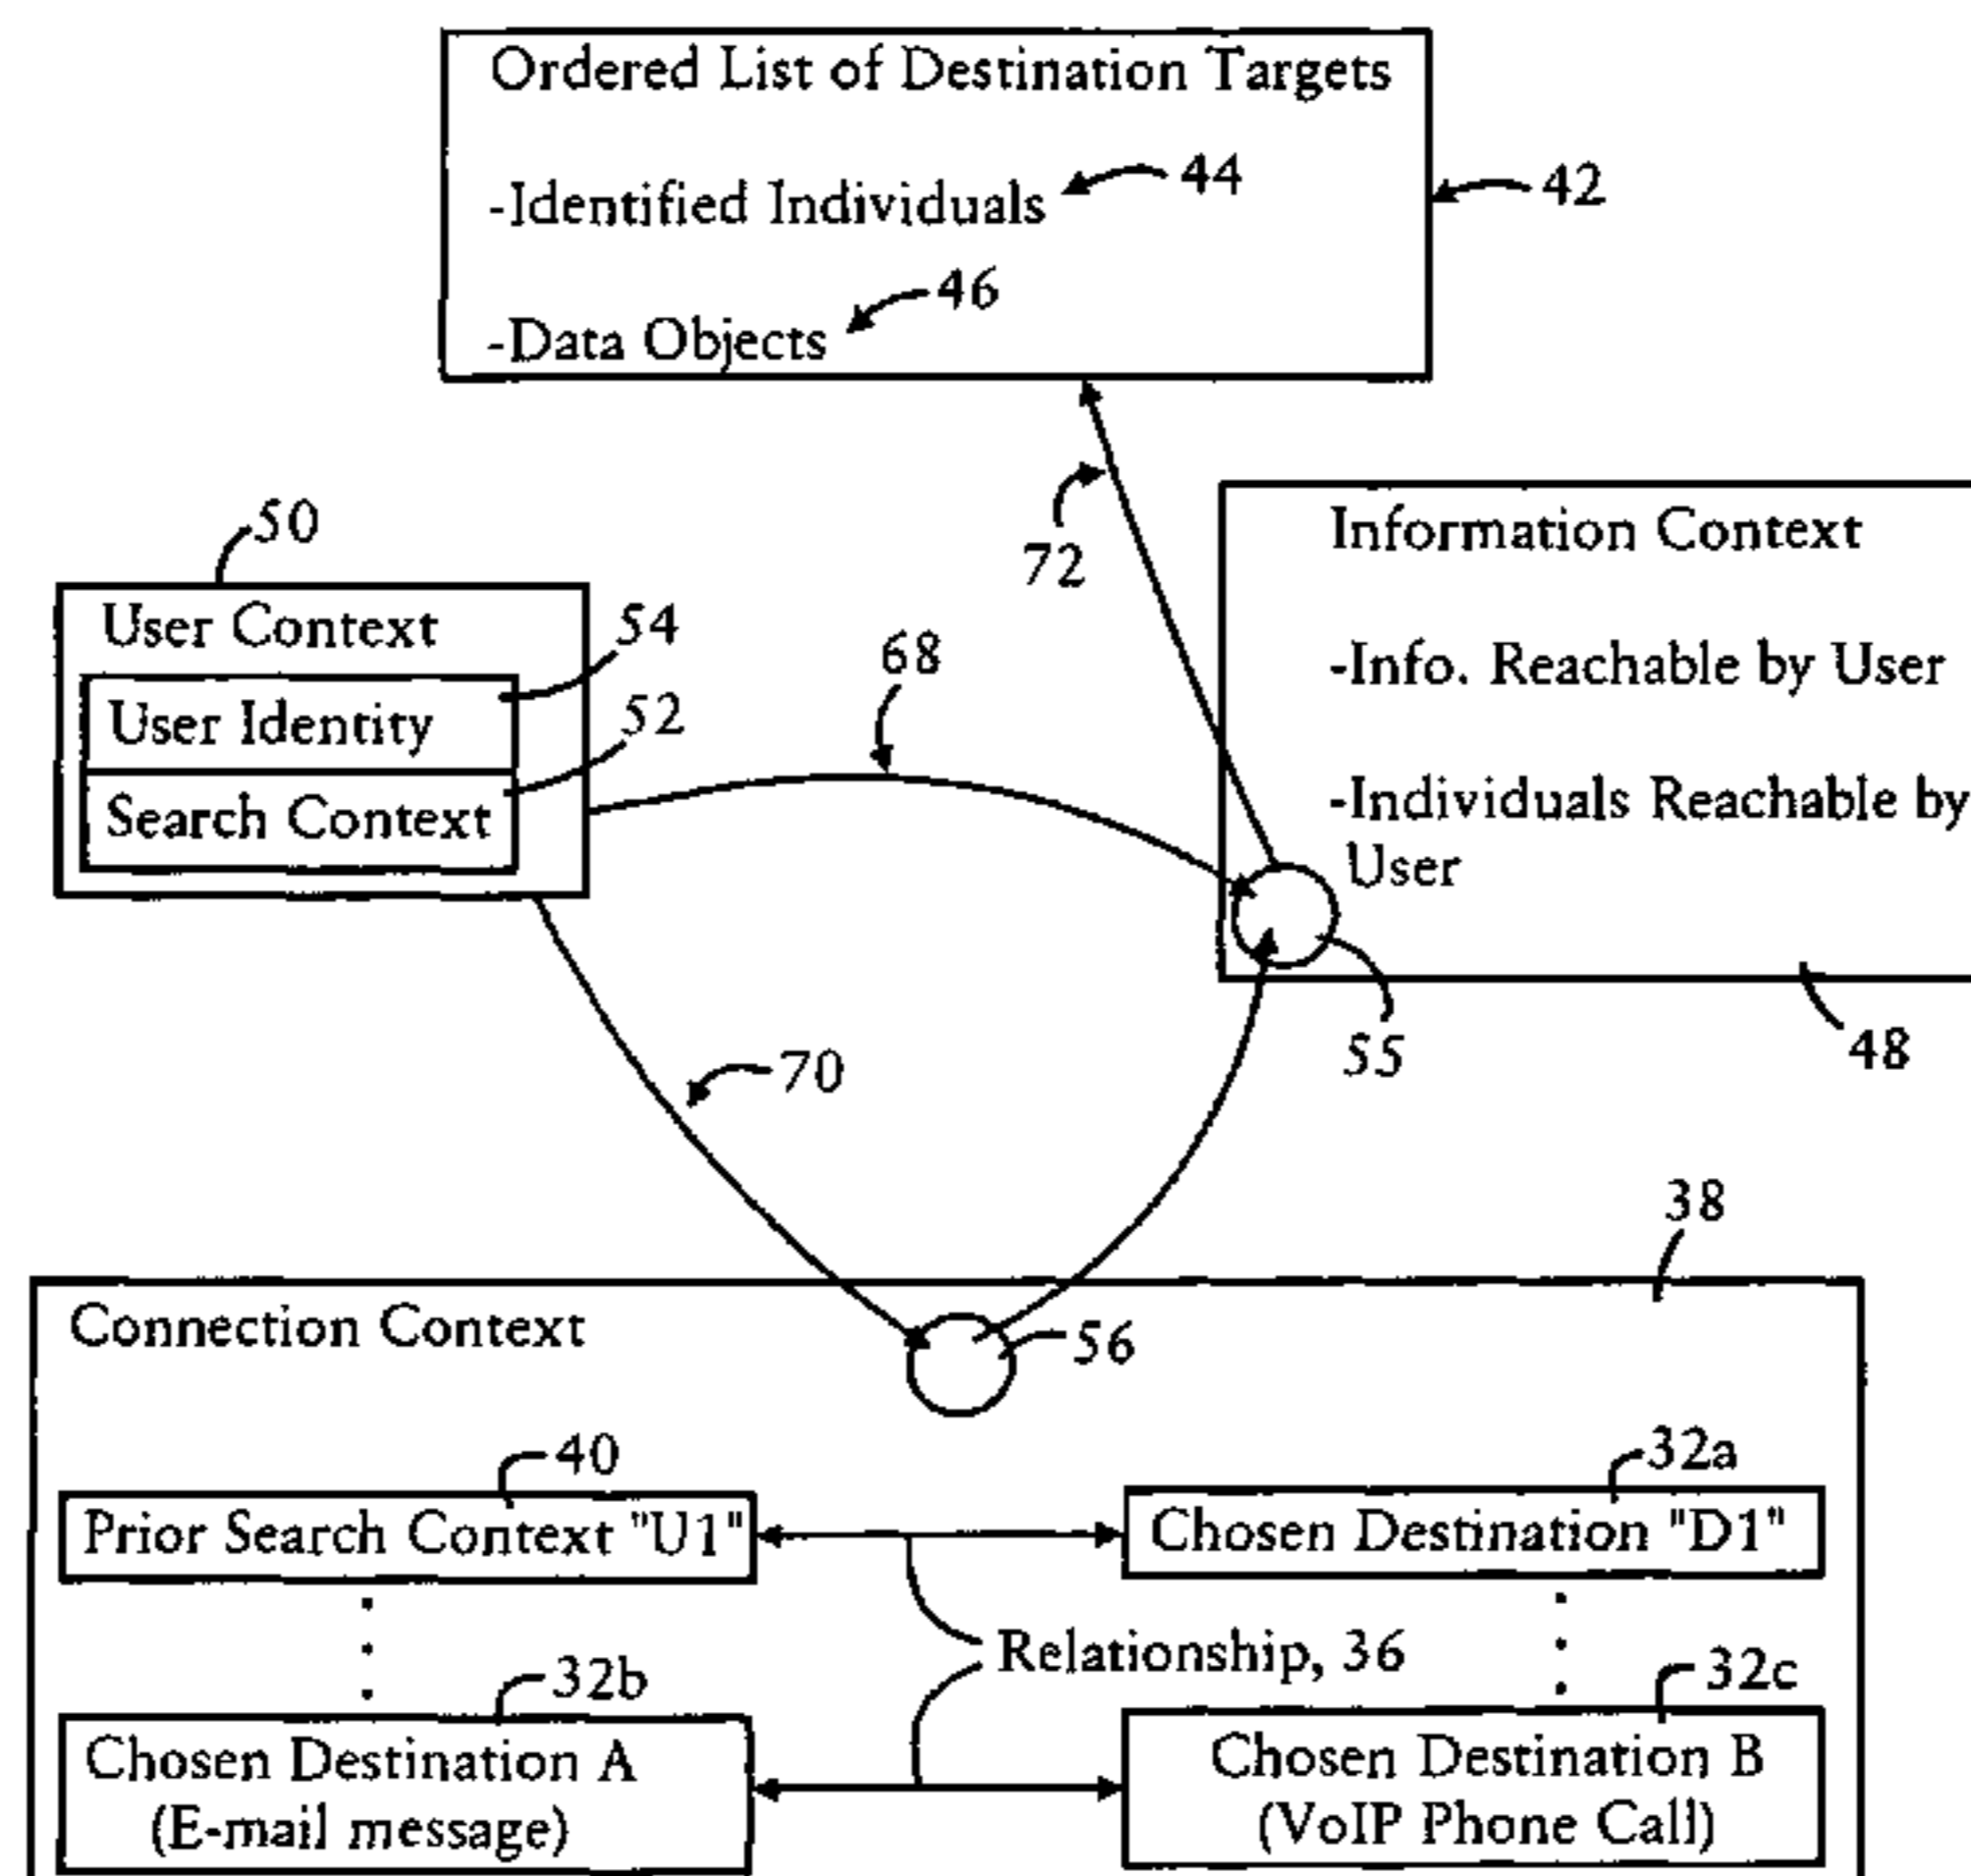 Ordered List of Destination Targets
-Identified Individuals
44
42
-Data Objects
46
72
Information Context
-Info. Reachable by User
-Individuals Reachable by
User
50
User Context
User Identity
54
Search Context
52
68
55
48
70
38
Connection Context
56
40
Prior Search Context "U1"
32a
Chosen Destination "D1"
Relationship, 36
32b
Chosen Destination A
(E-mail message)
32c
Chosen Destination B
(VoIP Phone Call)